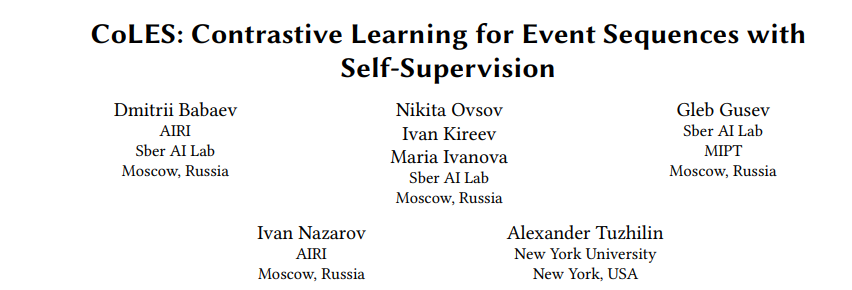 CoLES: Contrastive Learning for Event Sequences with
Self-Supervision
Dmitrii Babaev
AIRI
Sber AI Lab
Moscow, Russia
Nikita Ovsov
Ivan Kireev
Maria Ivanova
Sber AI Lab
Moscow, Russia
Gleb Gusev
Sber AI Lab
MIPT
Moscow, Russia
Ivan Nazarov
AIRI
Moscow, Russia
Alexander Tuzhilin
New York University
New York, USA